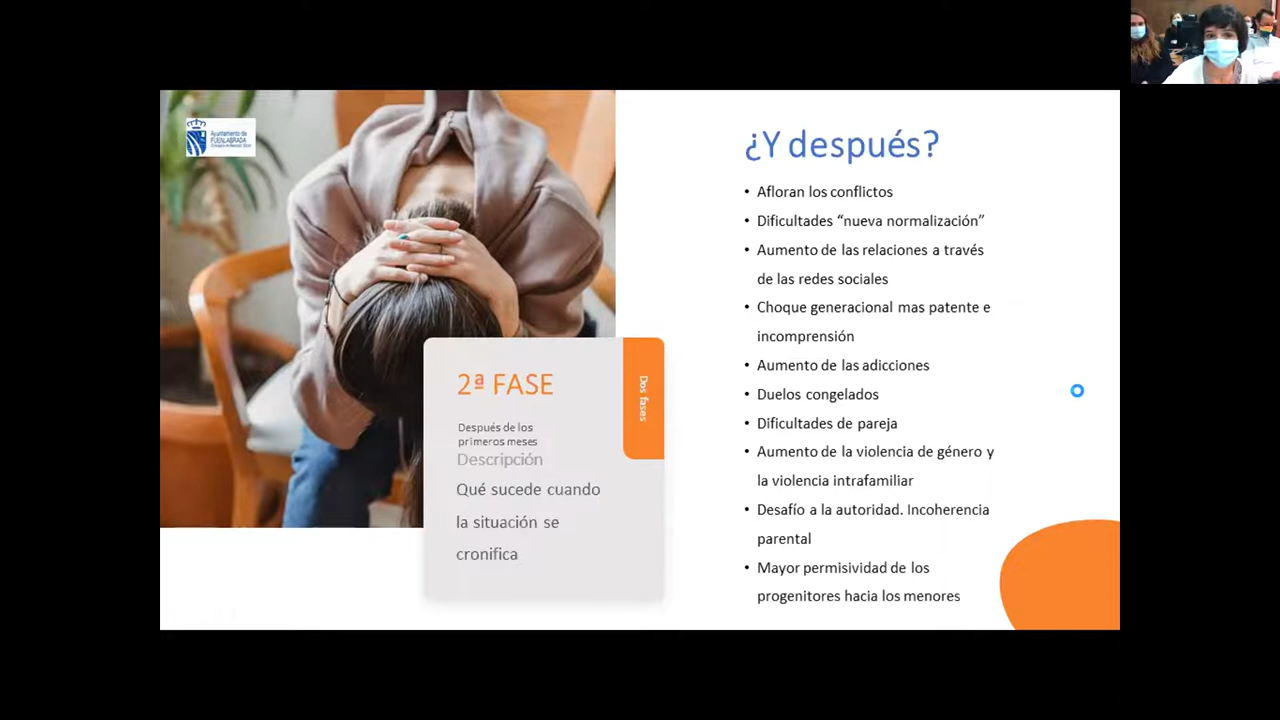 Ayuntamiento de
FUENLABRADA
¿Y después?
• Afloran los conflictos
• Dificultades “nueva normalización”
• Aumento de las relaciones a través
de las redes sociales
• Choque generacional mas patente e
incomprensión
• Aumento de las adicciones
• Duelos congelados
• Dificultades de pareja
• Aumento de la violencia de género y
la violencia intrafamiliar
• Desafío a la autoridad. Incoherencia
parental
• Mayor permisividad de los
progenitores hacia los menores
2ª FASE
Dos fases
Después de los
primeros meses
Descripción
Qué sucede cuando
la situación se
cronifica